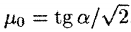 μ₀ = tg α/√2